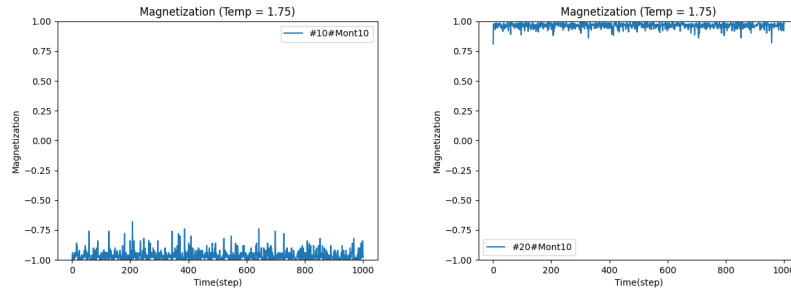 Magnetization (Temp = 1.75)
1.00
0.75
0.50
0.25
0.00
−0.25
−0.50
−0.75
−1.00
Magnetization
#10#Mont10
0 200 400 600 800 1000
Time(step)
Magnetization (Temp = 1.75)
1.00
0.75
0.50
0.25
0.00
−0.25
−0.50
−0.75
−1.00
Magnetization
#20#Mont10
0 200 400 600 800 1000
Time(step)